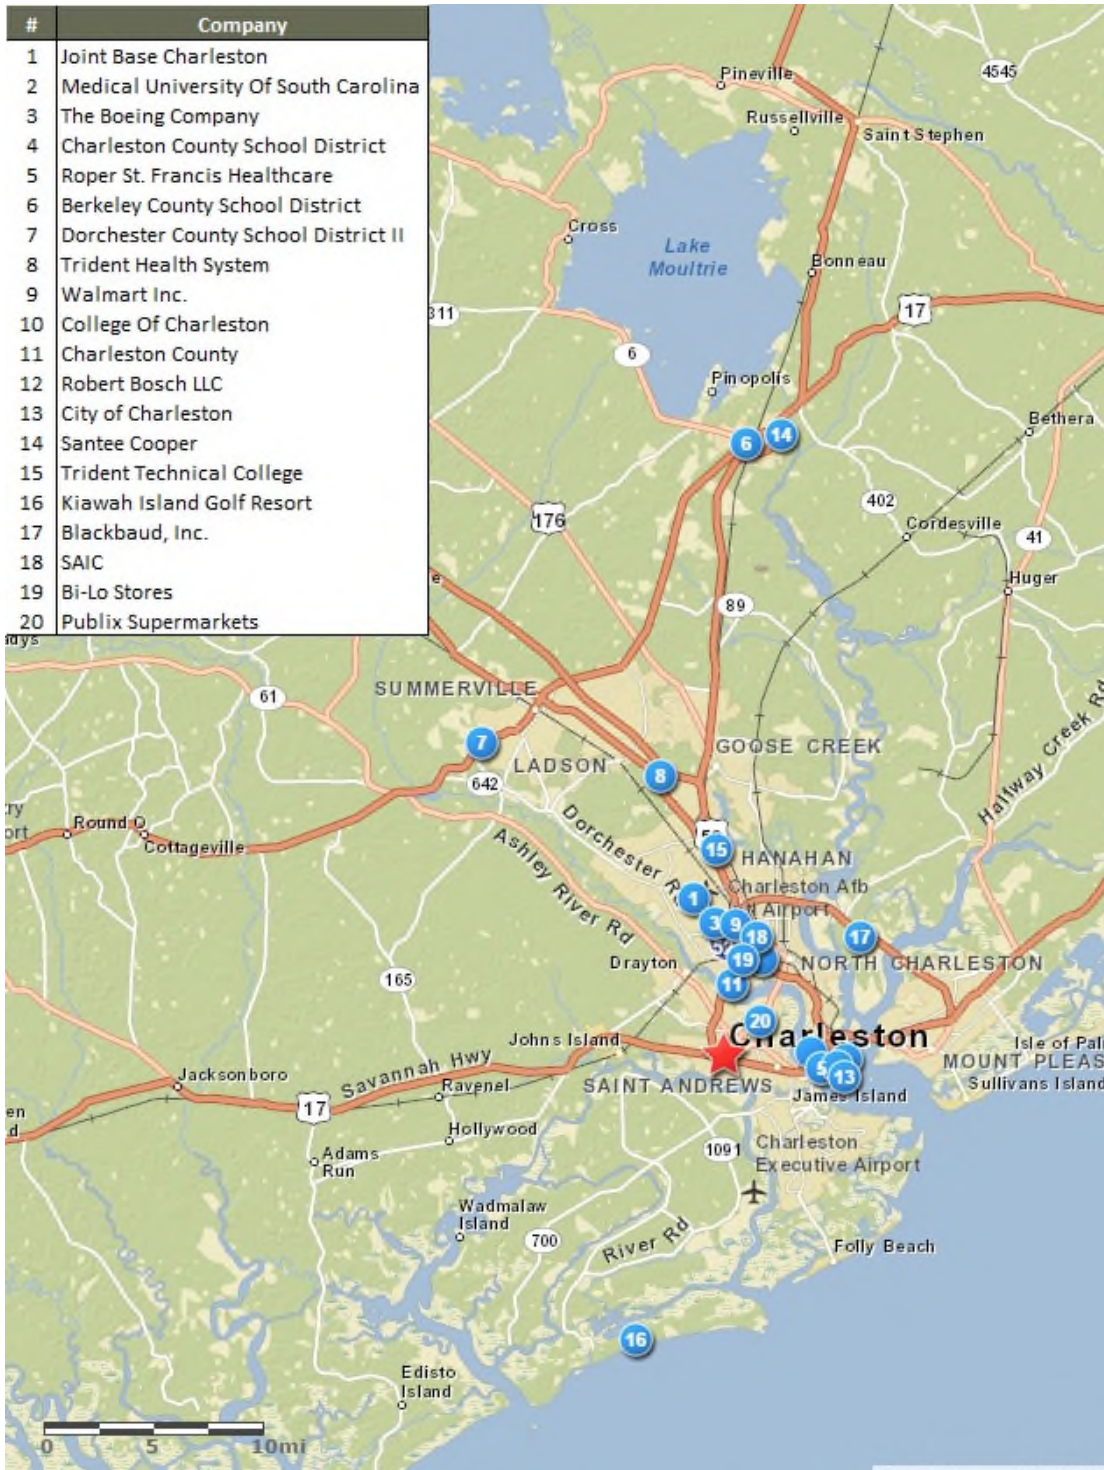 # Company
1 Joint Base Charleston
2 Medical University Of South Carolina
3 The Boeing Company
4 Charleston County School District
5 Roper St. Francis Healthcare
6 Berkeley County School District
7 Dorchester County School District II
8 Trident Health System
9 Walmart Inc.
10 College Of Charleston
11 Charleston County
12 Robert Bosch LLC
13 City of Charleston
14 Santee Cooper
15 Trident Technical College
16 Kiawah Island Golf Resort
17 Blackbaud, Inc.
18 SAIC
19 Bi-Lo Stores
20 Publix Supermarkets
Pineville
4545
Russellville
Saint Stephen
Cross
Lake
Moultrie
Bonneau
311
17
6
Pinopolis
Bethera
6
14
176
402
Cordesville
41
Huger
89
61
SUMMERVILLE
7
LADSON
GOOSE CREEK
8
642
Halfway Creek Rd
Round O
Cottageville
Dorchester Rd
Ashley River Rd
15
HANAHAN
Charleston Afb
Airport
1
3
9
18
17
19
Drayton
NORTH CHARLESTON
165
11
20
Charleston
Johns Island
Isle of Pal
MOUNT PLEAS
Sullivans Island
Savannah Hwy
SAINT ANDREWS
5
13
James Island
Jacksonboro
Ravenel
17
Hollywood
Adams
Run
1091
Charleston
Executive Airport
Wadmalaw
Island
700
River Rd
Folly Beach
16
Edisto
Island
0 5 10mi